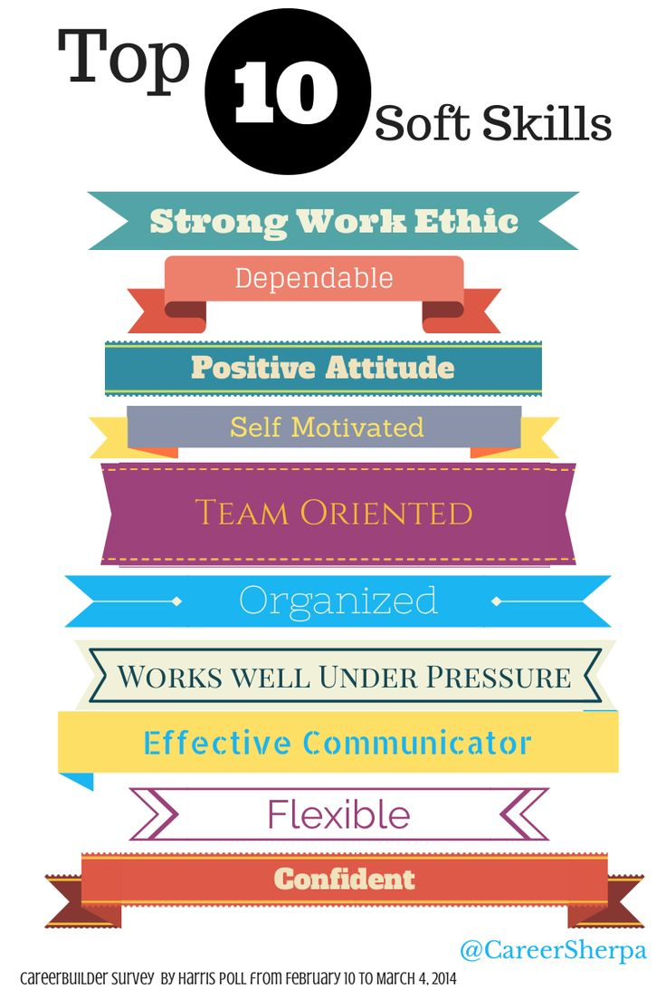 Top 10 Soft Skills
Strong Work Ethic
Dependable
Positive Attitude
Self Motivated
Team Oriented
Organized
Works well Under Pressure
Effective Communicator
Flexible
Confident
@CareerSherpa
CareerBuilder Survey By Harris Poll from February 10 to March 4, 2014